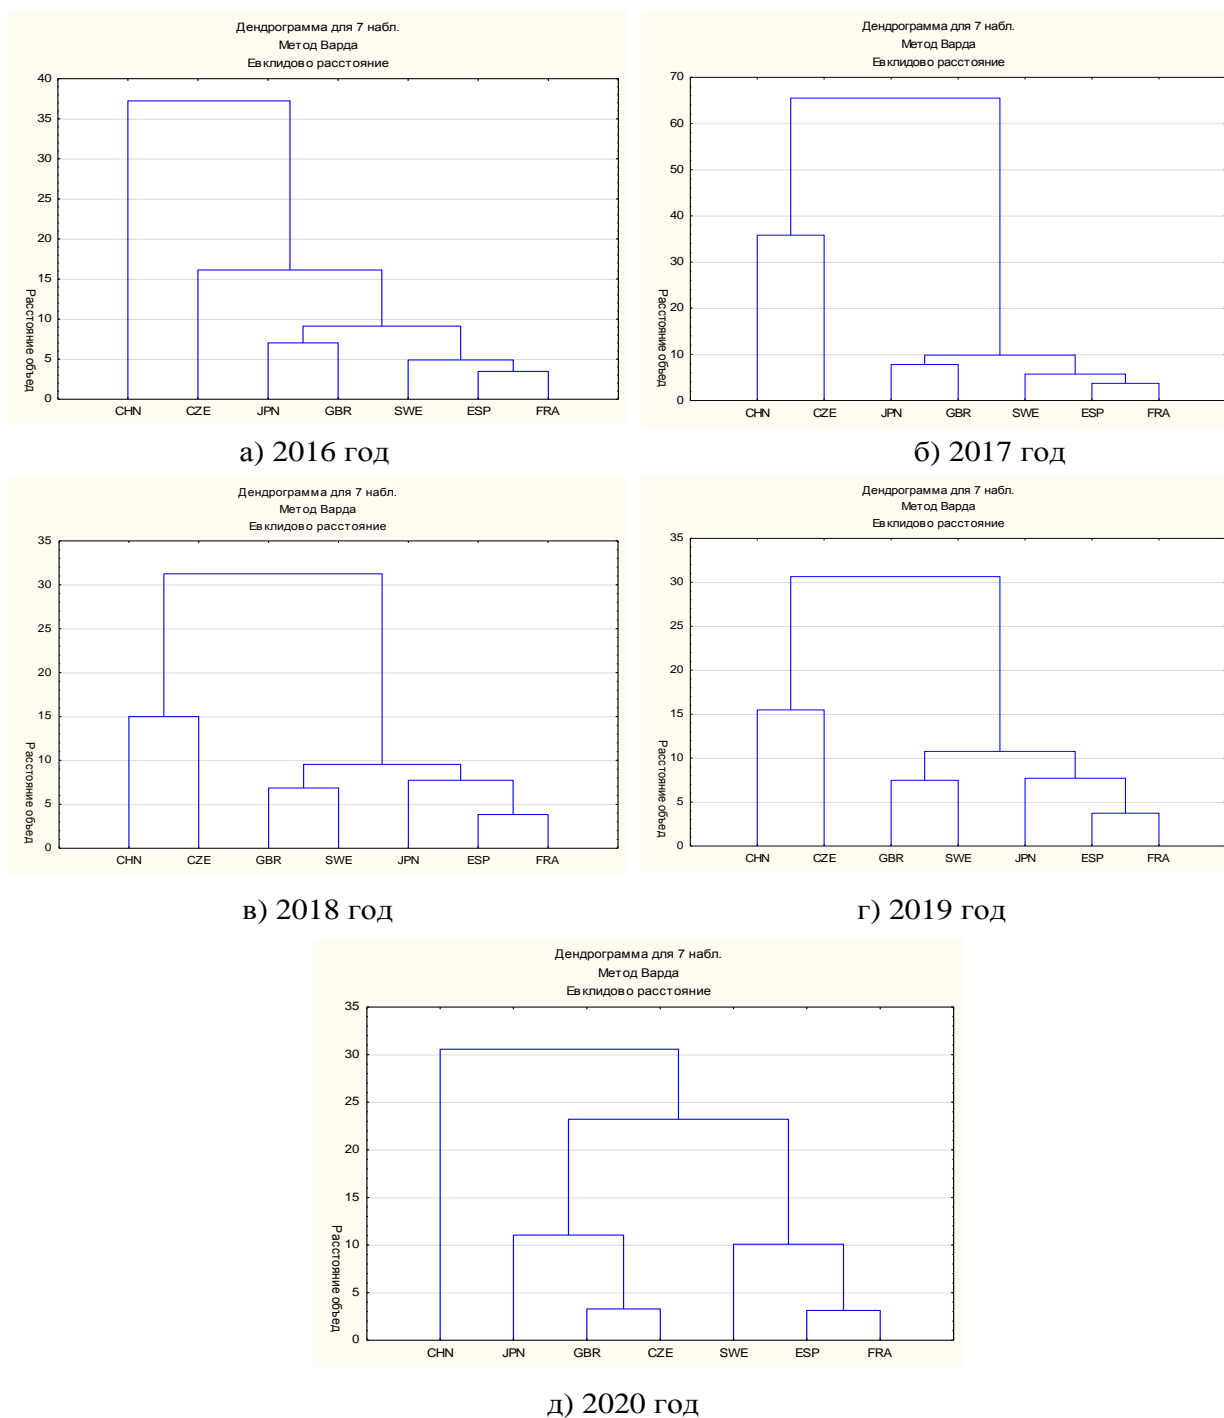 Дендрограмма для 7 набл.
Метод Варда
Евклидово расстояние
40
35
30
25
20
15
10
5
0
Расстояние объед
CHN CZE JPN GBR SWE ESP FRA
а) 2016 год
Дендрограмма для 7 набл.
Метод Варда
Евклидово расстояние
70
60
50
40
30
20
10
0
Расстояние объед
CHN CZE JPN GBR SWE ESP FRA
б) 2017 год
Дендрограмма для 7 набл.
Метод Варда
Евклидово расстояние
35
30
25
20
15
10
5
0
Расстояние объед
CHN CZE GBR SWE JPN ESP FRA
в) 2018 год
Дендрограмма для 7 набл.
Метод Варда
Евклидово расстояние
35
30
25
20
15
10
5
0
Расстояние объед
CHN CZE GBR SWE JPN ESP FRA
г) 2019 год
Дендрограмма для 7 набл.
Метод Варда
Евклидово расстояние
35
30
25
20
15
10
5
0
Расстояние объед
CHN JPN GBR CZE SWE ESP FRA
д) 2020 год